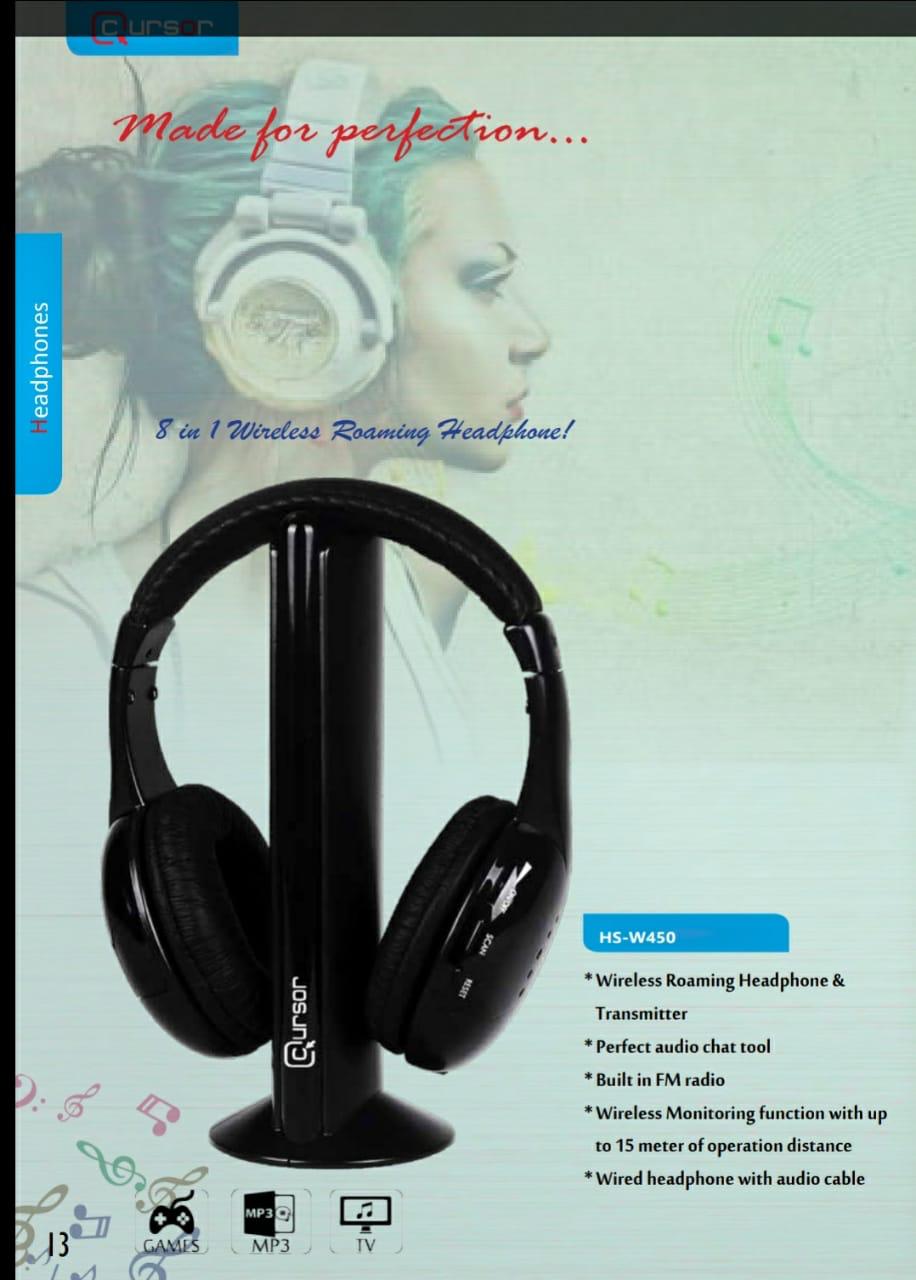 Cursor
Made for perfection...
Headphones
8 in 1 Wireless Roaming Headphone!
ON/OFF
SCAN
RESET
Cursor
HS-W450
* Wireless Roaming Headphone &
Transmitter
* Perfect audio chat tool
* Built in FM radio
* Wireless Monitoring function with up
to 15 meter of operation distance
* Wired headphone with audio cable
MP3
GAMES
MP3
TV
13